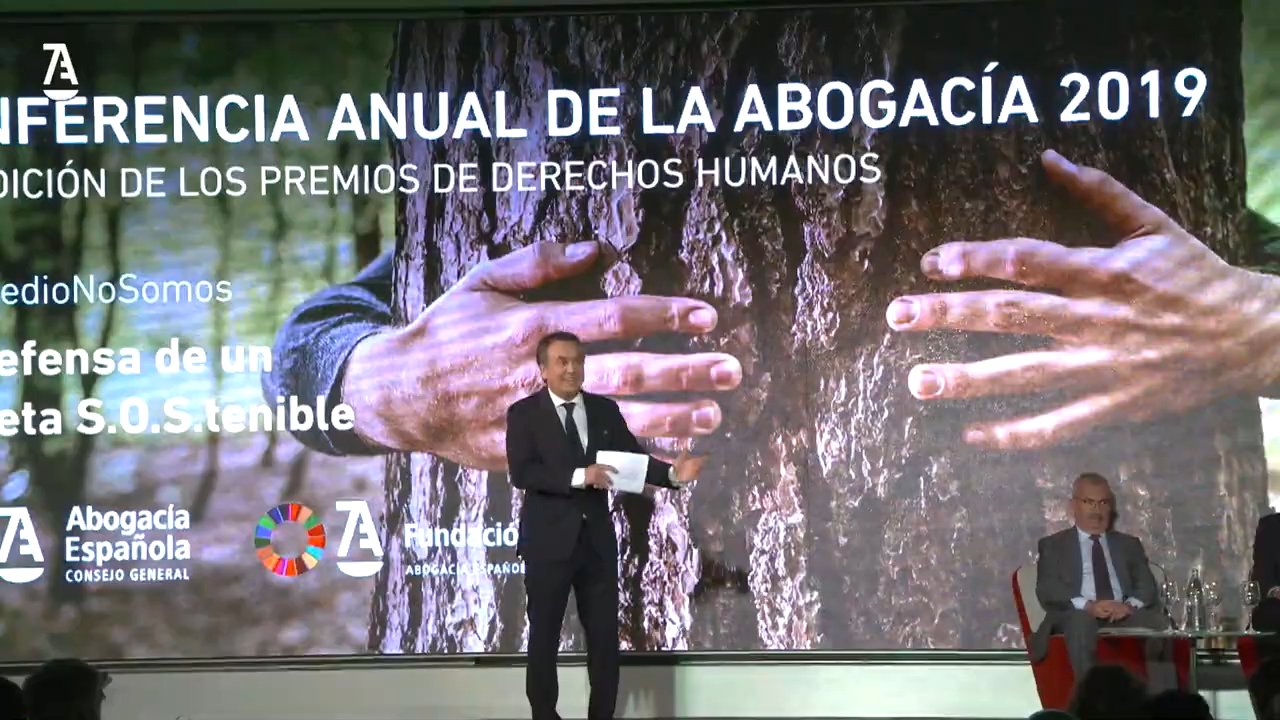 NFERENCIA ANUAL DE LA ABOGACÍA 2019
DICIÓN DE LOS PREMIOS DE DERECHOS HUMANOS
edioNoSomos
efensa de un
eta S.O.S.tenible
Abogacía
Española
CONSEJO GENERAL
Fundació
ABOGACÍA ESPAÑOL